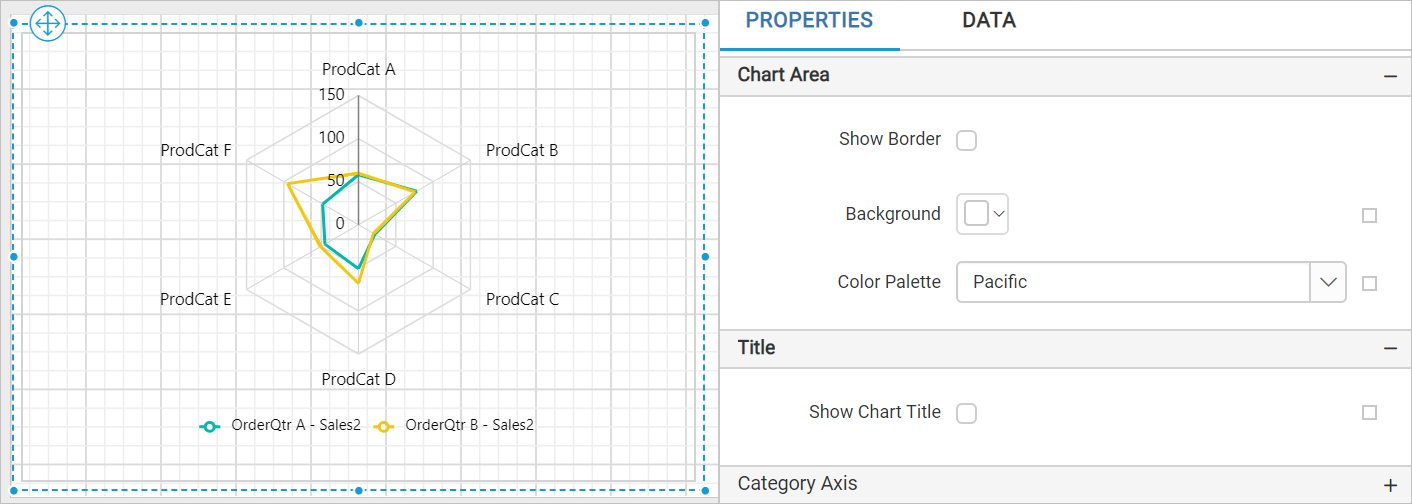 ProdCat A
150
100
50
0
ProdCat F
ProdCat B
ProdCat E
ProdCat C
ProdCat D
OrderQtr A - Sales2 OrderQtr B - Sales2
PROPERTIES DATA
Chart Area
Show Border
Background
Color Palette Pacific
Title
Show Chart Title
Category Axis